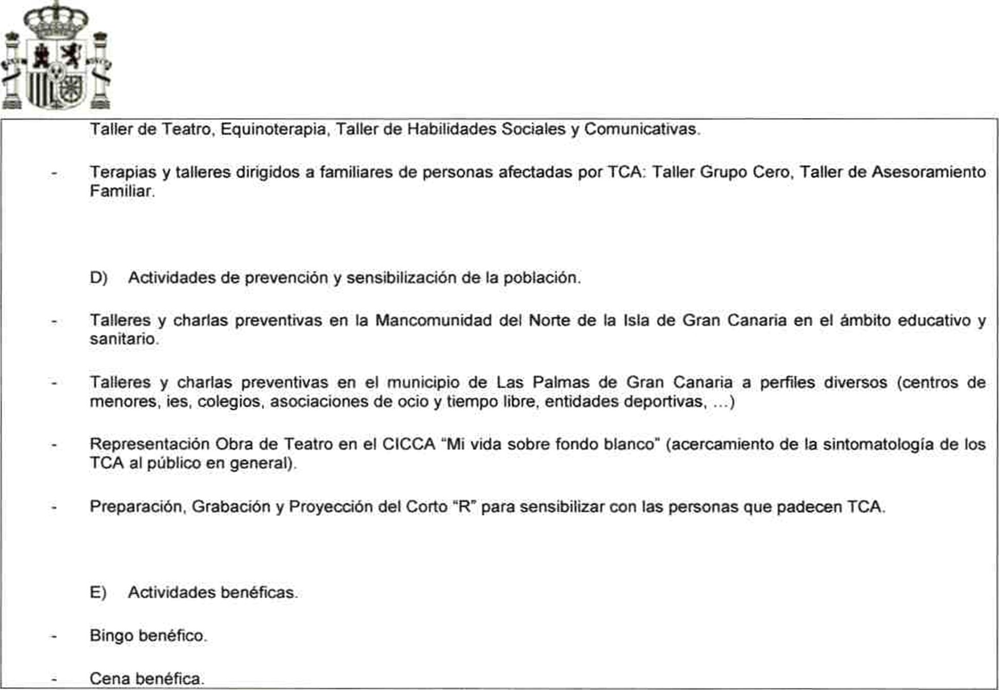 Taller de Teatro, Equinoterapia, Taller de Habilidades Sociales y Comunicativas.
- Terapias y talleres dirigidos a familiares de personas afectadas por TCA: Taller Grupo Cero, Taller de Asesoramiento
Familiar.
D) Actividades de prevención y sensibilización de la población.
- Talleres y charlas preventivas en la Mancomunidad del Norte de la Isla de Gran Canaria en el ámbito educativo y
sanitario.
- Talleres y charlas preventivas en el municipio de Las Palmas de Gran Canaria a perfiles diversos (centros de
menores, ies, colegios, asociaciones de ocio y tiempo libre, entidades deportivas, ...)
- Representación Obra de Teatro en el CICCA “Mi vida sobre fondo blanco” (acercamiento de la sintomatología de los
TCA al público en general).
- Preparación, Grabación y Proyección del Corto “R” para sensibilizar con las personas que padecen TCA.
E) Actividades benéficas.
- Bingo benéfico.
- Cena benéfica.